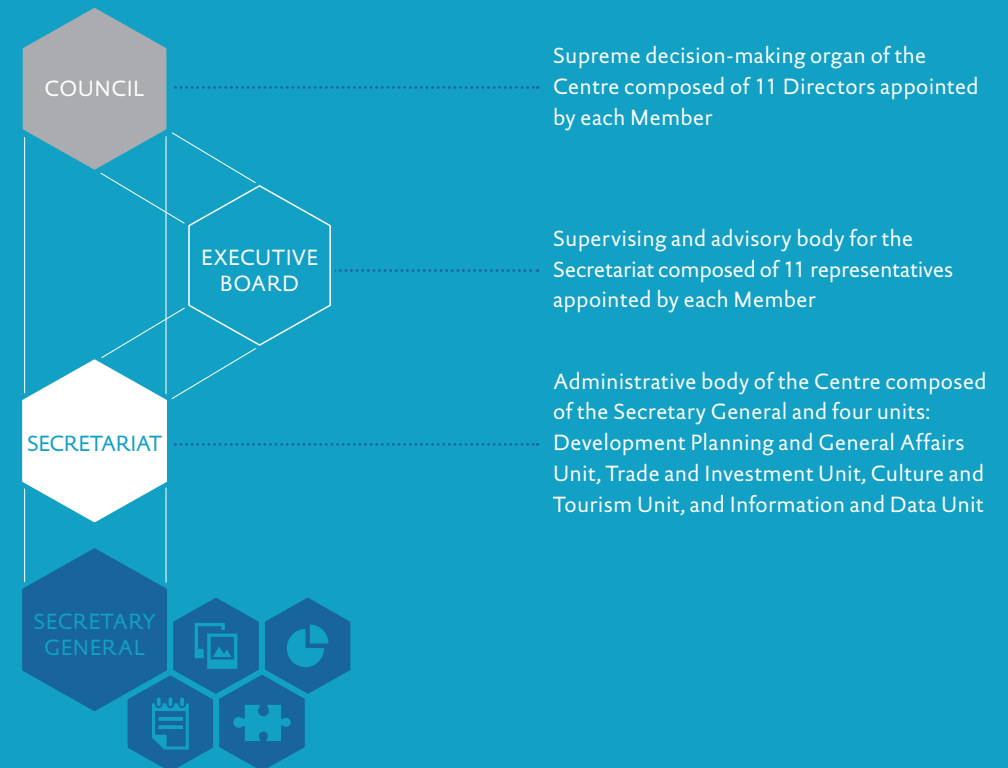 COUNCIL
Supreme decision-making organ of the
Centre composed of 11 Directors appointed
by each Member
EXECUTIVE
BOARD
Supervising and advisory body for the
Secretariat composed of 11 representatives
appointed by each Member
SECRETARIAT
Administrative body of the Centre composed
of the Secretary General and four units:
Development Planning and General Affairs
Unit, Trade and Investment Unit, Culture and
Tourism Unit, and Information and Data Unit
SECRETARY
GENERAL